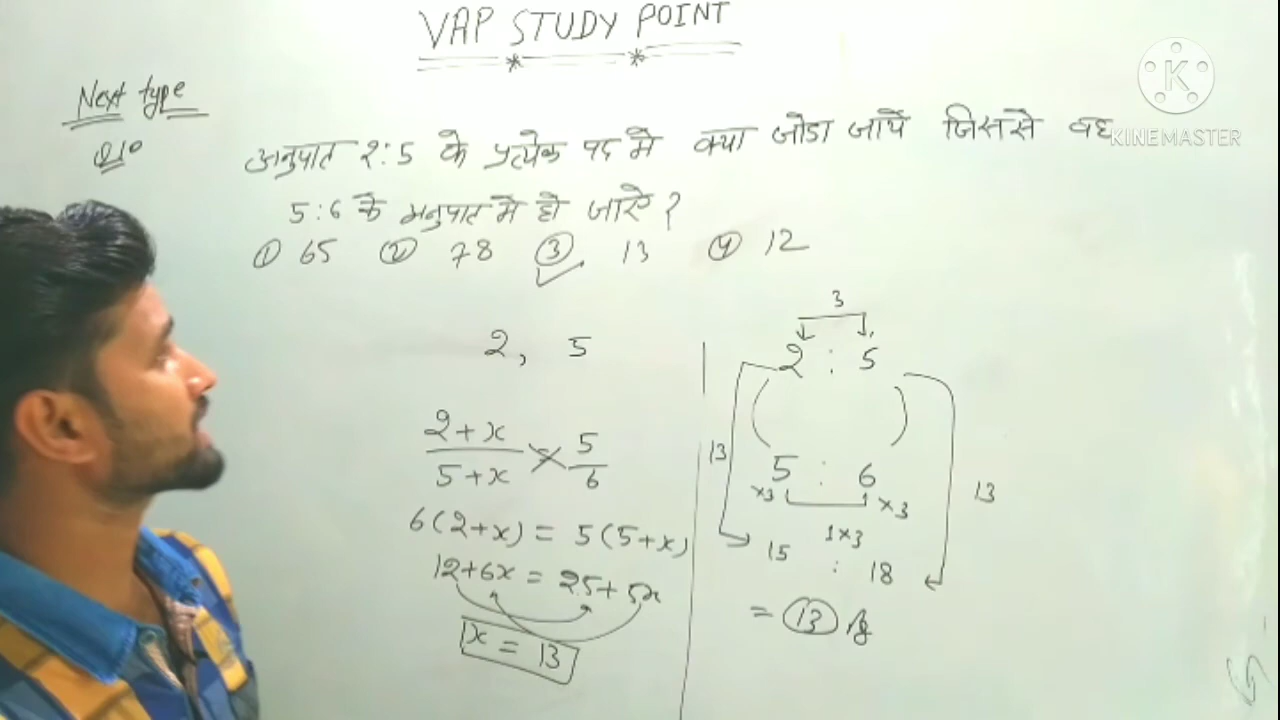 VAP STUDY POINT
Next type
K
KINEMASTER
अनुपात 2:5 के प्रत्येक पद मे क्या जोडा जाये जिससे वह
5:6 के अनुपात मे हो जाऐ ?
① 65 ② 78 ③ 13 ④ 12
2, 5
2+x
5+x
5
6
6(2+x) = 5(5+x)
12+6x = 25+5x
x = 13
3
2 : 5
13
13
5 : 6
×3 ×3
1×3
15 : 18
= 13